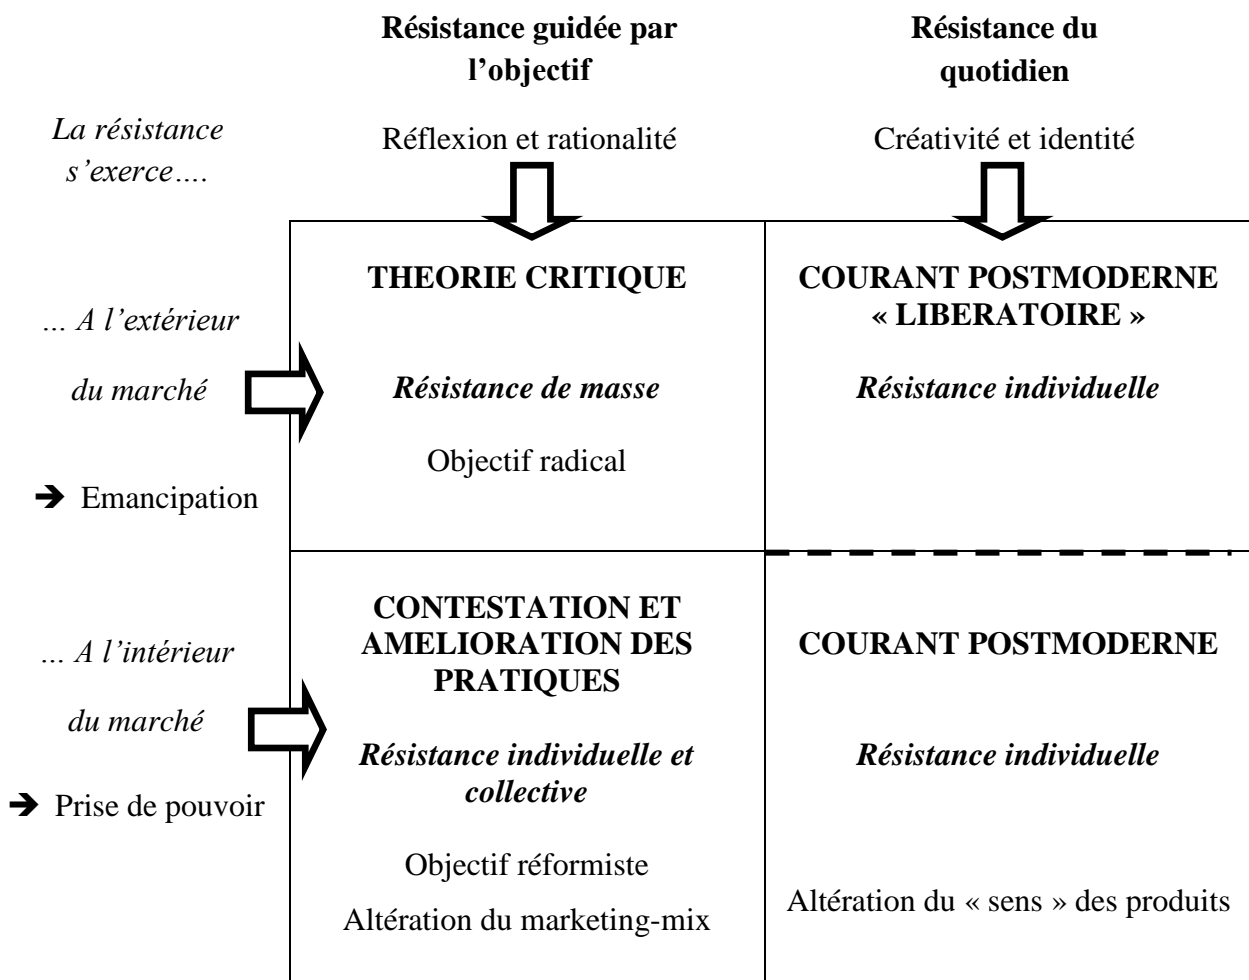 Résistance guidée par
l’objectif
Résistance du
quotidien
La résistance
s’exerce….
Réflexion et rationalité
Créativité et identité
THEORIE CRITIQUE
COURANT POSTMODERNE
« LIBERATOIRE »
... A l’extérieur
du marché
Résistance de masse
Résistance individuelle
Objectif radical
➔ Emancipation
CONTESTATION ET
AMELIORATION DES
PRATIQUES
COURANT POSTMODERNE
... A l’intérieur
du marché
Résistance individuelle et
collective
Résistance individuelle
➔ Prise de pouvoir
Objectif réformiste
Altération du marketing-mix
Altération du « sens » des produits